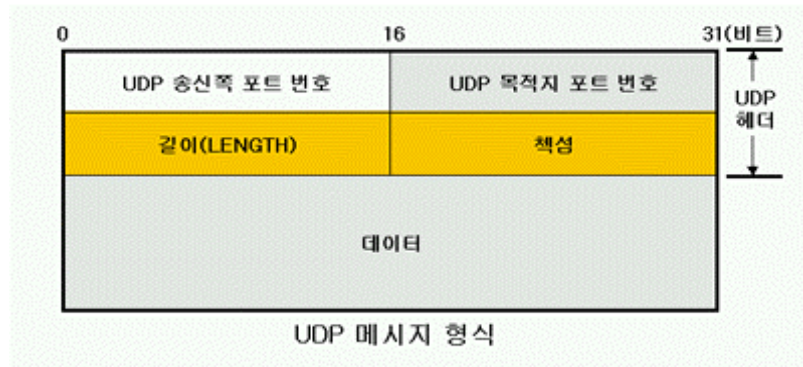 0 16 31(비트)
UDP 송신쪽 포트 번호 UDP 목적지 포트 번호
UDP
헤더
길이(LENGTH) 책성
데이터
UDP 메시지 형식